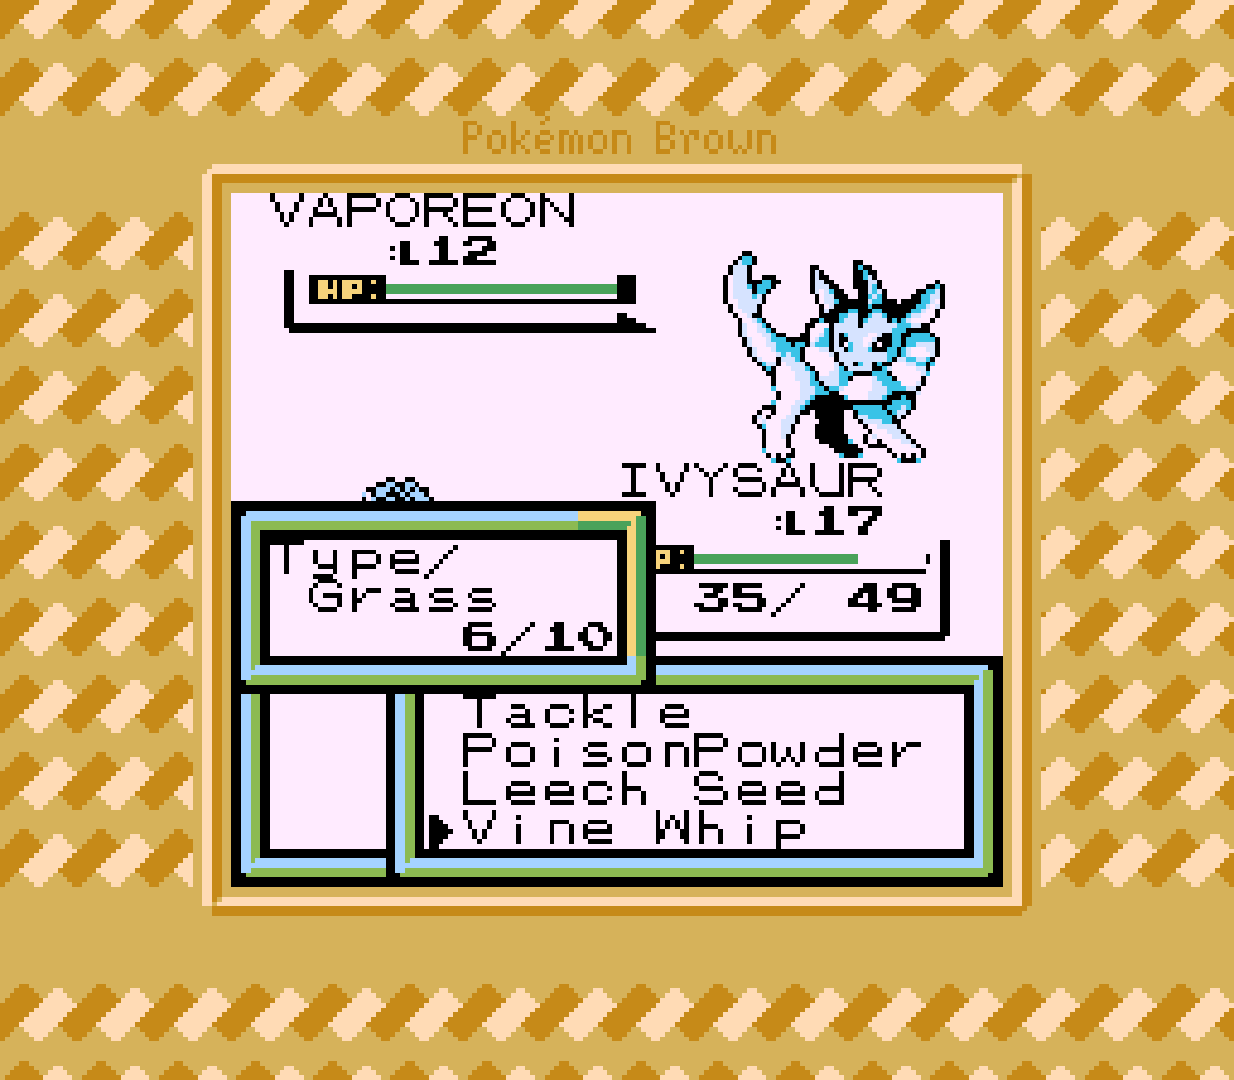 Pokémon Brown
VAPOREON
:L12
HP:
IVYSAUR
:L17
P:
35/ 49
Type/
Grass
6/10
Tackle
PoisonPowder
Leech Seed
▶Vine Whip